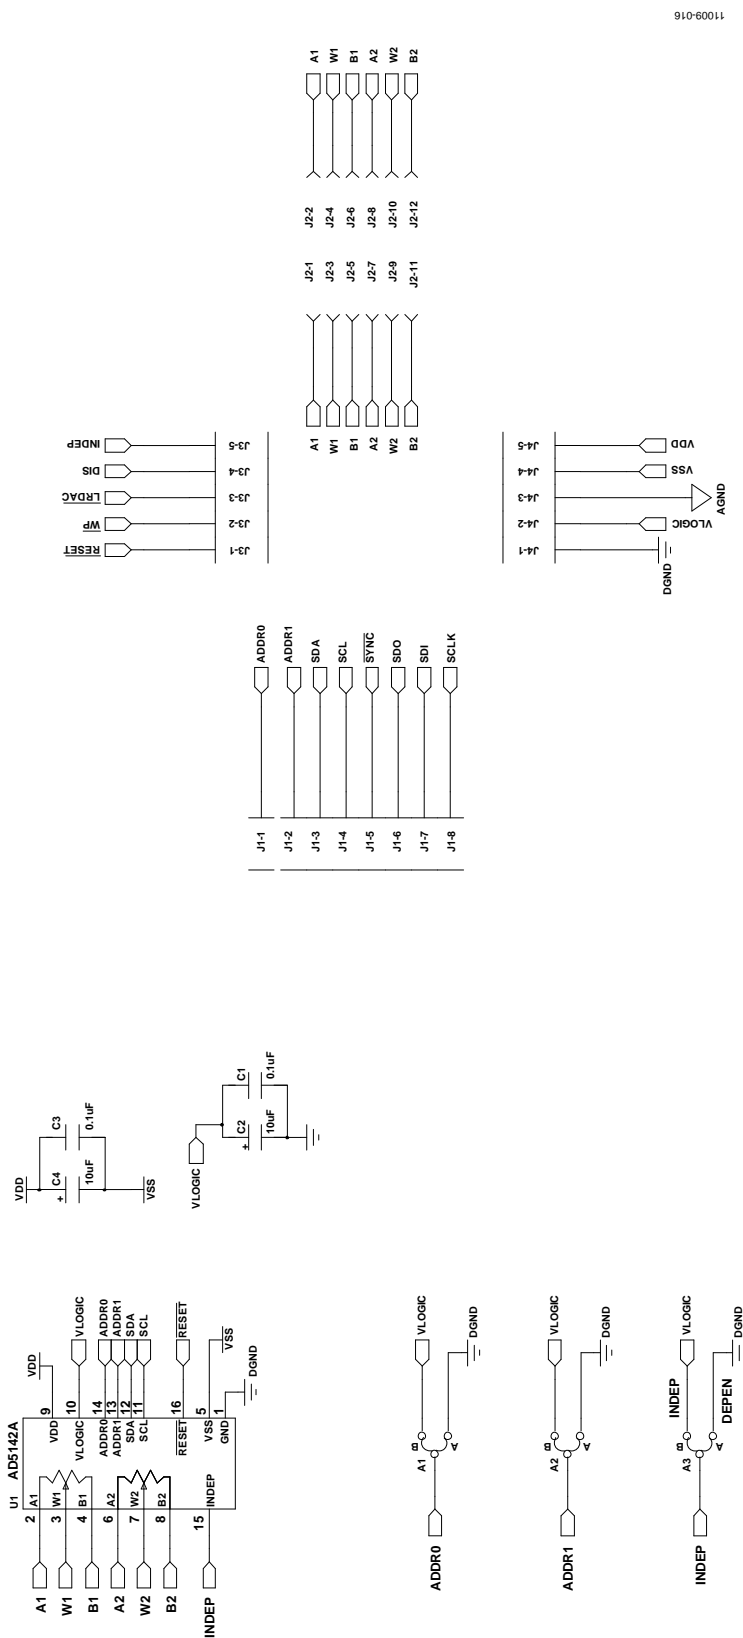 U1
AD5142A
A1
W1
B1
A2
W2
B2
INDEP
2
3
4
6
7
8
15
A1
W1
B1
A2
W2
B2
INDEP
VDD
VLOGIC
ADDR0
ADDR1
SDA
SCL
RESET
VSS
GND
9
10
14
13
12
11
16
5
1
VDD
VLOGIC
ADDR0
ADDR1
SDA
SCL
RESET
VSS
DGND
VDD
+
C4
10uF
C3
0.1uF
VSS
VLOGIC
+
C2
10uF
C1
0.1uF
ADDR0
A1
B
A
VLOGIC
DGND
ADDR1
A2
B
A
VLOGIC
DGND
INDEP
A3
B
A
INDEP
DEPEN
VLOGIC
DGND
J1-1 ADDR0
J1-2 ADDR1
J1-3 SDA
J1-4 SCL
J1-5 SYNC
J1-6 SDO
J1-7 SDI
J1-8 SCLK
J3-1 RESET
J3-2 WP
J3-3 LRDAC
J3-4 DIS
J3-5 INDEP
J4-1 DGND
J4-2 VLOGIC
J4-3 AGND
J4-4 VSS
J4-5 VDD
A1 J2-1 J2-2 A1
W1 J2-3 J2-4 W1
B1 J2-5 J2-6 B1
A2 J2-7 J2-8 A2
W2 J2-9 J2-10 W2
B2 J2-11 J2-12 B2
11009-016